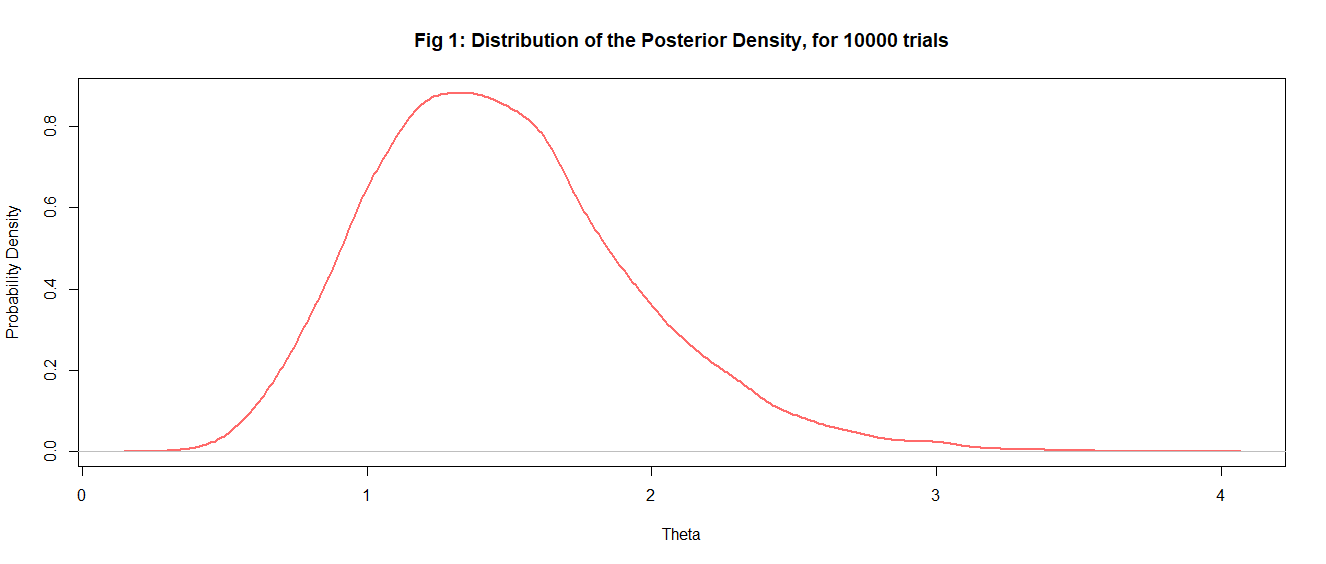 Fig 1: Distribution of the Posterior Density, for 10000 trials
0.8
0.6
0.4
0.2
0.0
Probability Density
0 1 2 3 4
Theta